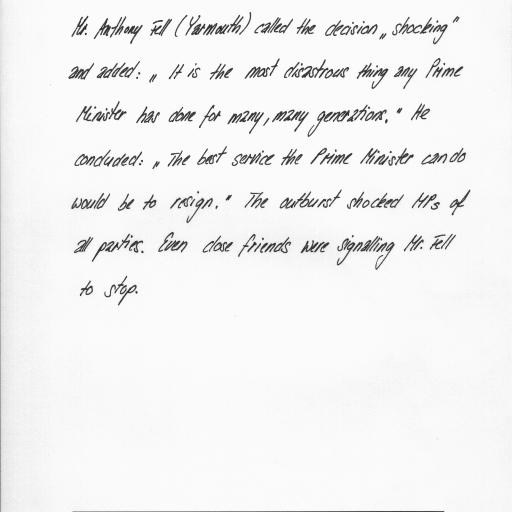 Mr. Anthony Fell (Yarmouth) called the decision „shocking"
and added: „It is the most disastrous thing any Prime
Minister has done for many, many generations." He
concluded: „The best service the Prime Minister can do
would be to resign." The outburst shocked MPs of
all parties. Even close friends were signalling Mr. Fell
to stop.